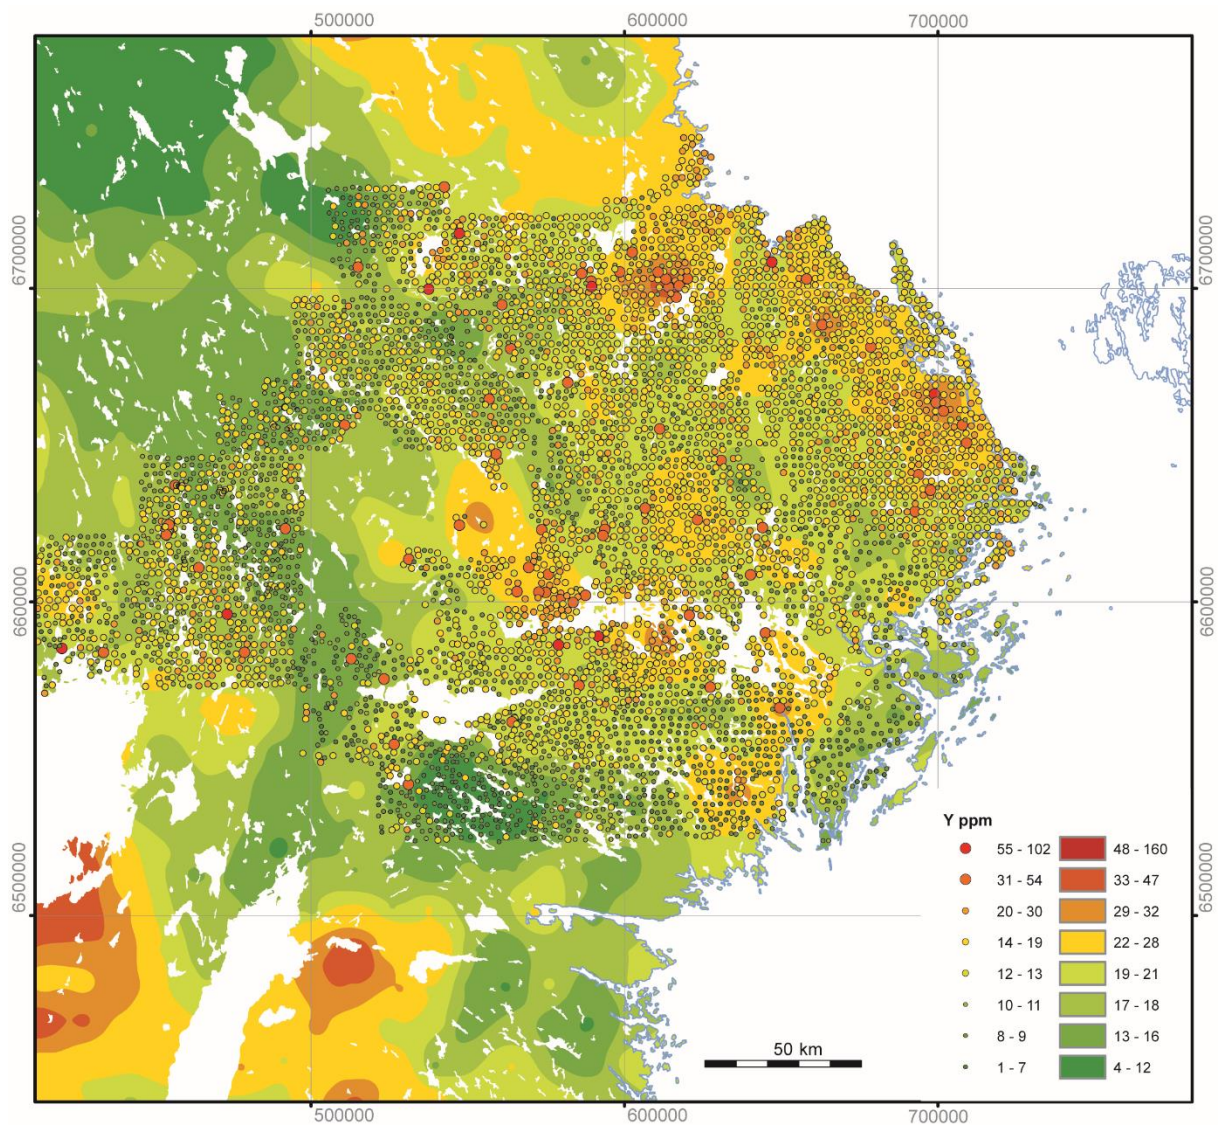 500000 600000 700000
6700000 6700000
6600000 6600000
6500000 6500000
Y ppm
55 - 102 48 - 160
31 - 54 33 - 47
20 - 30 29 - 32
14 - 19 22 - 28
12 - 13 19 - 21
10 - 11 17 - 18
8 - 9 13 - 16
1 - 7 4 - 12
50 km
500000 600000 700000